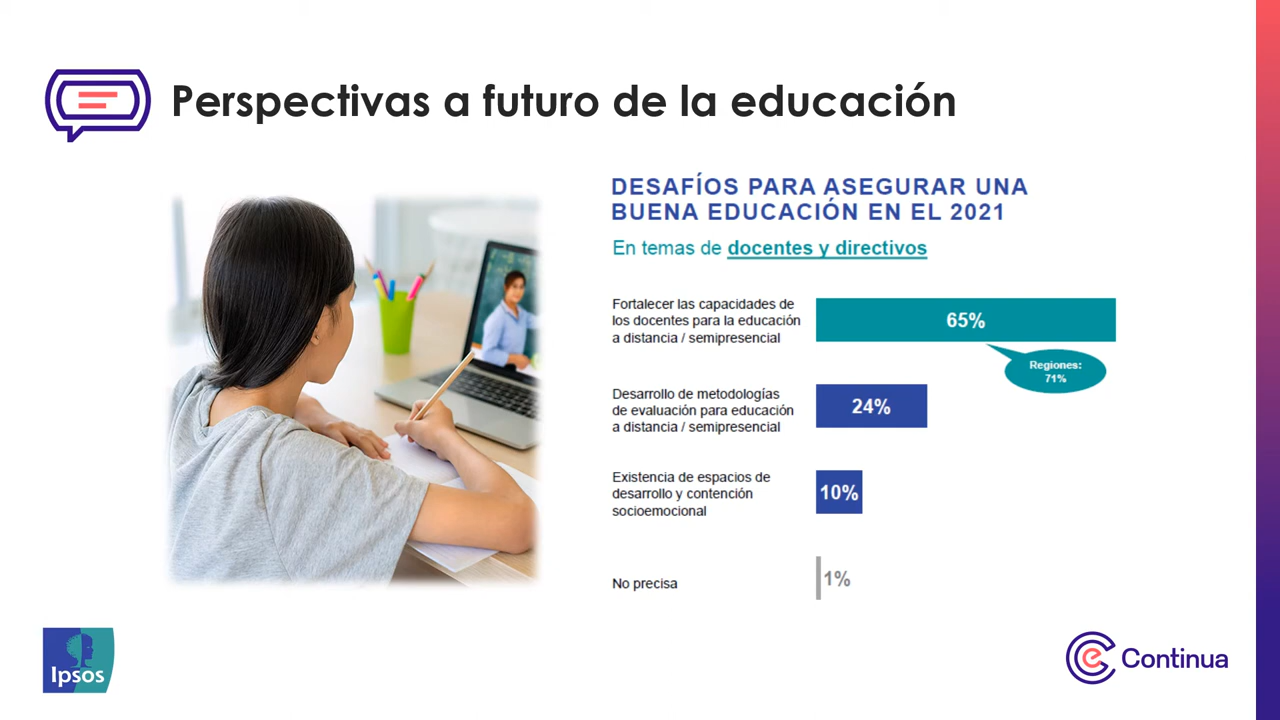 Perspectivas a futuro de la educación
DESAFÍOS PARA ASEGURAR UNA
BUENA EDUCACIÓN EN EL 2021
En temas de docentes y directivos
Fortalecer las capacidades de
los docentes para la educación
a distancia / semipresencial
65%
Regiones:
71%
Desarrollo de metodologías
de evaluación para educación
a distancia / semipresencial
24%
Existencia de espacios de
desarrollo y contención
socioemocional
10%
No precisa
1%
Ipsos
Continua